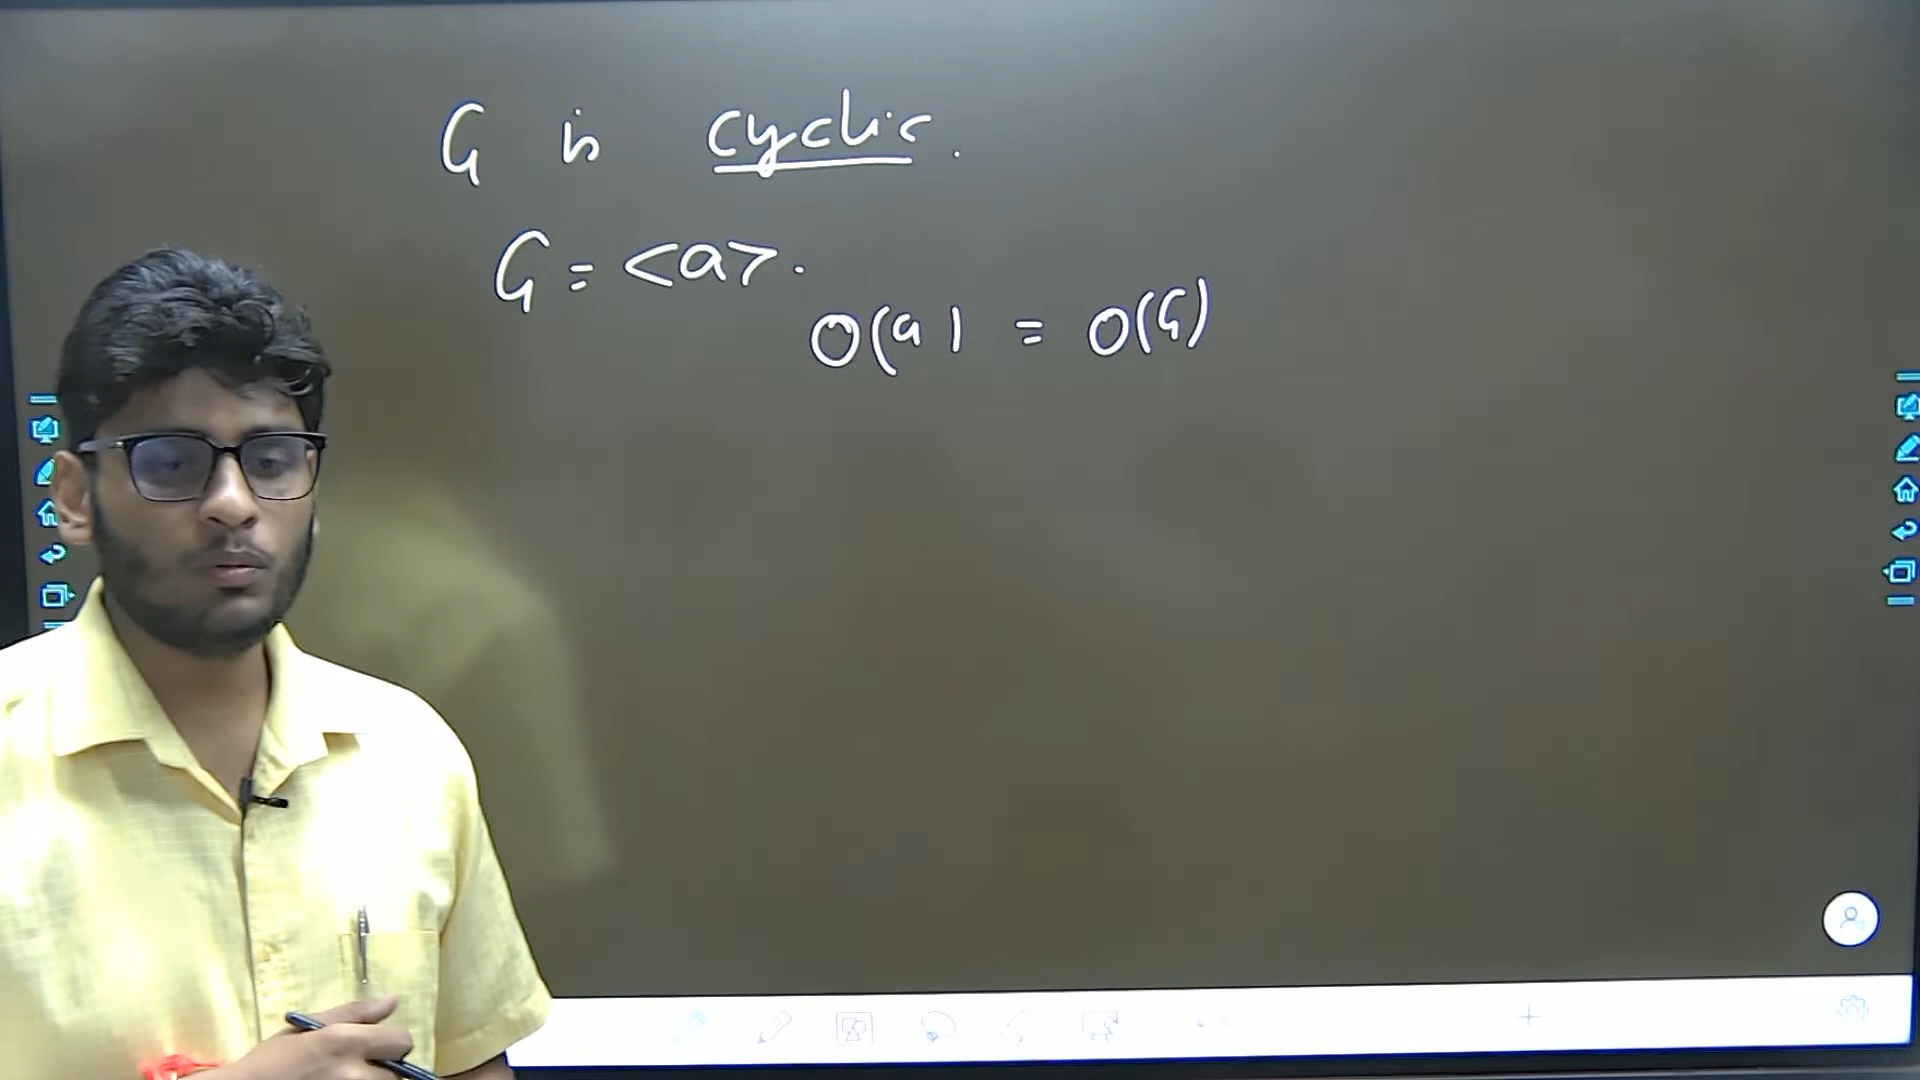 G is cyclic.
G = <a>.
O(a) = O(G)